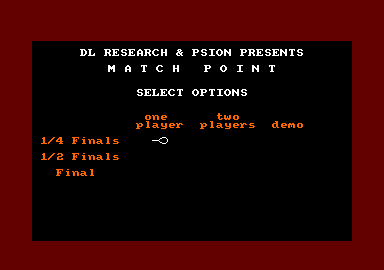 DL RESEARCH & PSION PRESENTS
M A T C H   P O I N T
SELECT OPTIONS
one two
player players demo
1/4 Finals
1/2 Finals
Final